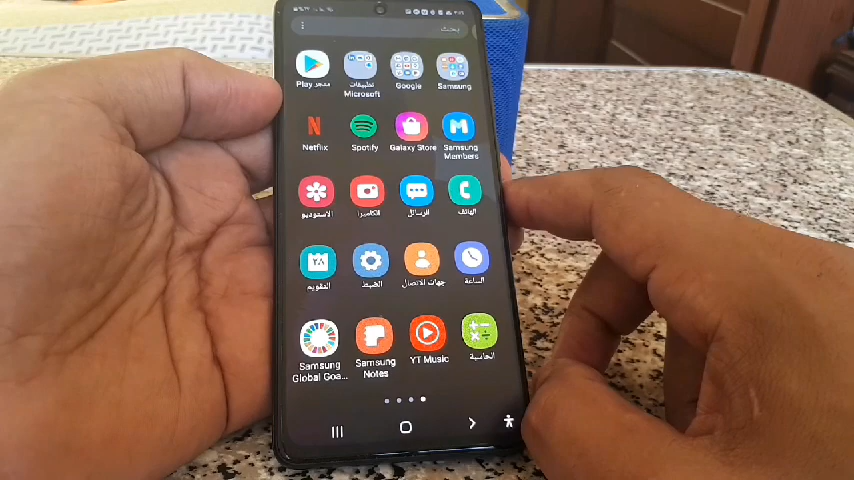 بحث
متجر Play
تطبيقات
Microsoft
Google
Samsung
Netflix
Spotify
Galaxy Store
Samsung
Members
الاستوديو
الكاميرا
الرسائل
الهاتف
٢٨
التقويم
الضبط
جهات الاتصال
الساعة
Samsung
Global Goa...
Samsung
Notes
YT Music
الحاسبة